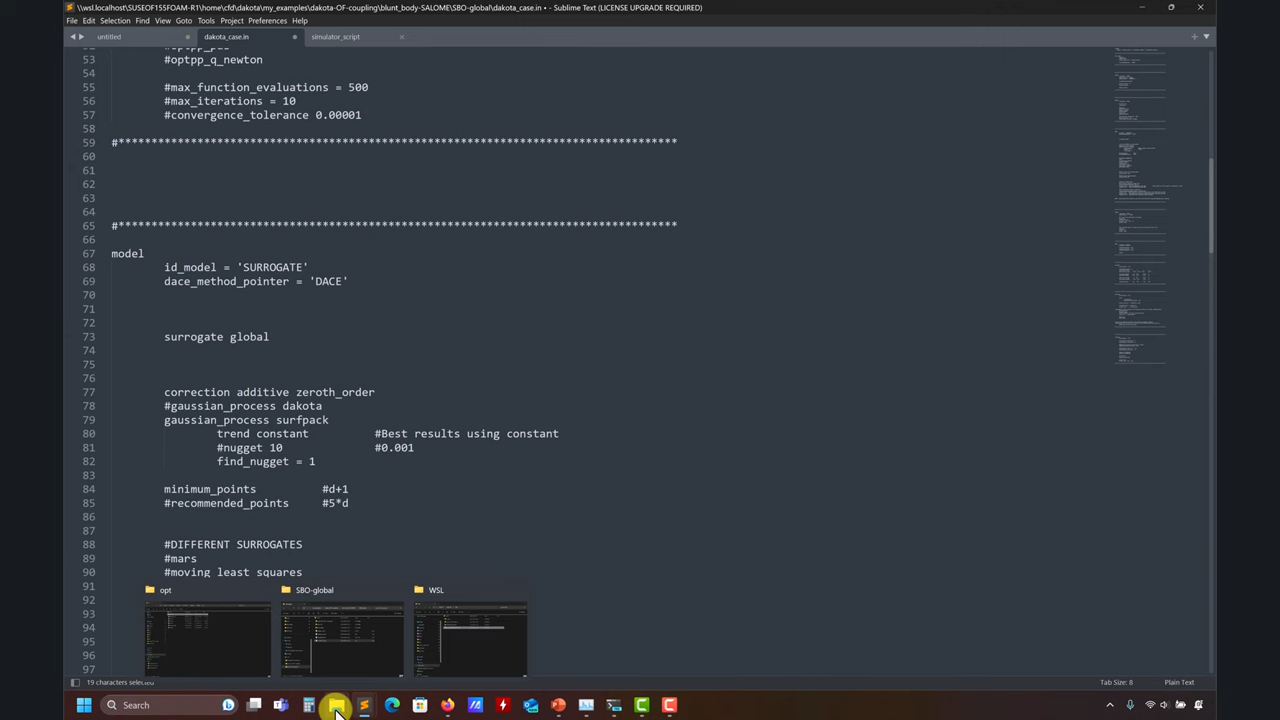 \\wsl.localhost\SUSEOF155FOAM-R1\home\cfd\dakota\my_examples\dakota-OF-coupling\blunt_body-SALOME\SBO-global\dakota_case.in • - Sublime Text (LICENSE UPGRADE REQUIRED)
File Edit Selection Find View Goto Tools Project Preferences Help
untitled dakota_case.in simulator_script
53 #optpp_q_newton
54
55 #max_function_evaluations = 500
56 #max_iterations = 10
57 #convergence_tolerance 0.00001
58
59 #*************************************************************************************
60
61
62
63
64
65 #*************************************************************************************
66
67 model
68 id_model = 'SURROGATE'
69 dace_method_pointer = 'DACE'
70
71
72
73 surrogate global
74
75
76
77 correction additive zeroth_order
78 #gaussian_process dakota
79 gaussian_process surfpack
80 trend constant #Best results using constant
81 #nugget 10 #0.001
82 find_nugget = 1
83
84 minimum_points #d+1
85 #recommended_points #5*d
86
87
88 #DIFFERENT SURROGATES
89 #mars
90 #moving_least_squares
91
92
93
94
95
96
97
opt SBO-global WSL
19 characters selected Tab Size: 8 Plain Text
Search